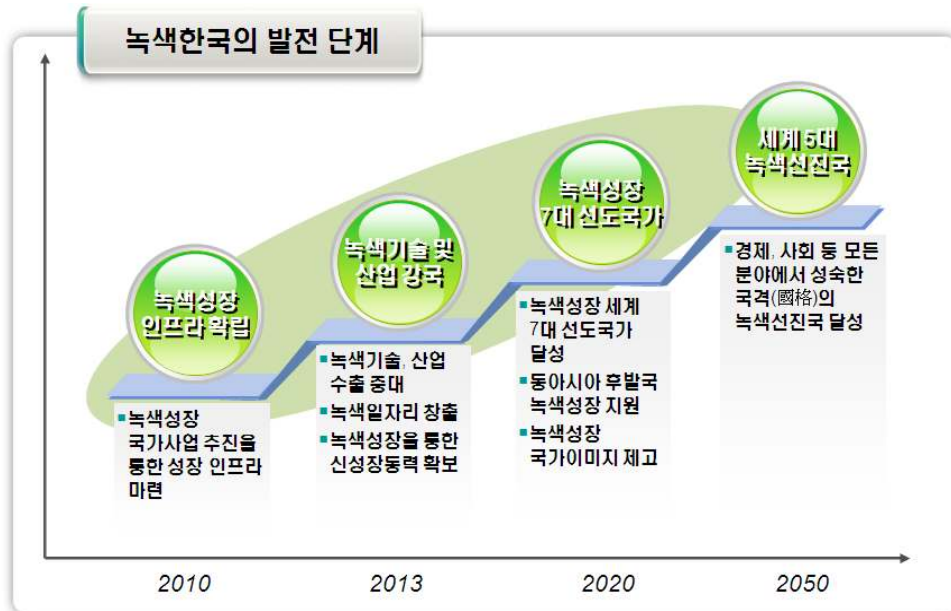 녹색한국의 발전 단계
녹색성장
인프라 확립
녹색성장
국가사업 추진을
통한 성장 인프라
마련
녹색기술 및
산업 강국
녹색기술, 산업
수출 증대
녹색일자리 창출
녹색성장을 통한
신성장동력 확보
녹색성장
7대 선도국가
녹색성장 세계
7대 선도국가
달성
동아시아 후발국
녹색성장 지원
녹색성장
국가이미지 제고
세계 5대
녹색선진국
경제, 사회 등 모든
분야에서 성숙한
국격(國格)의
녹색선진국 달성
2010
2013
2020
2050